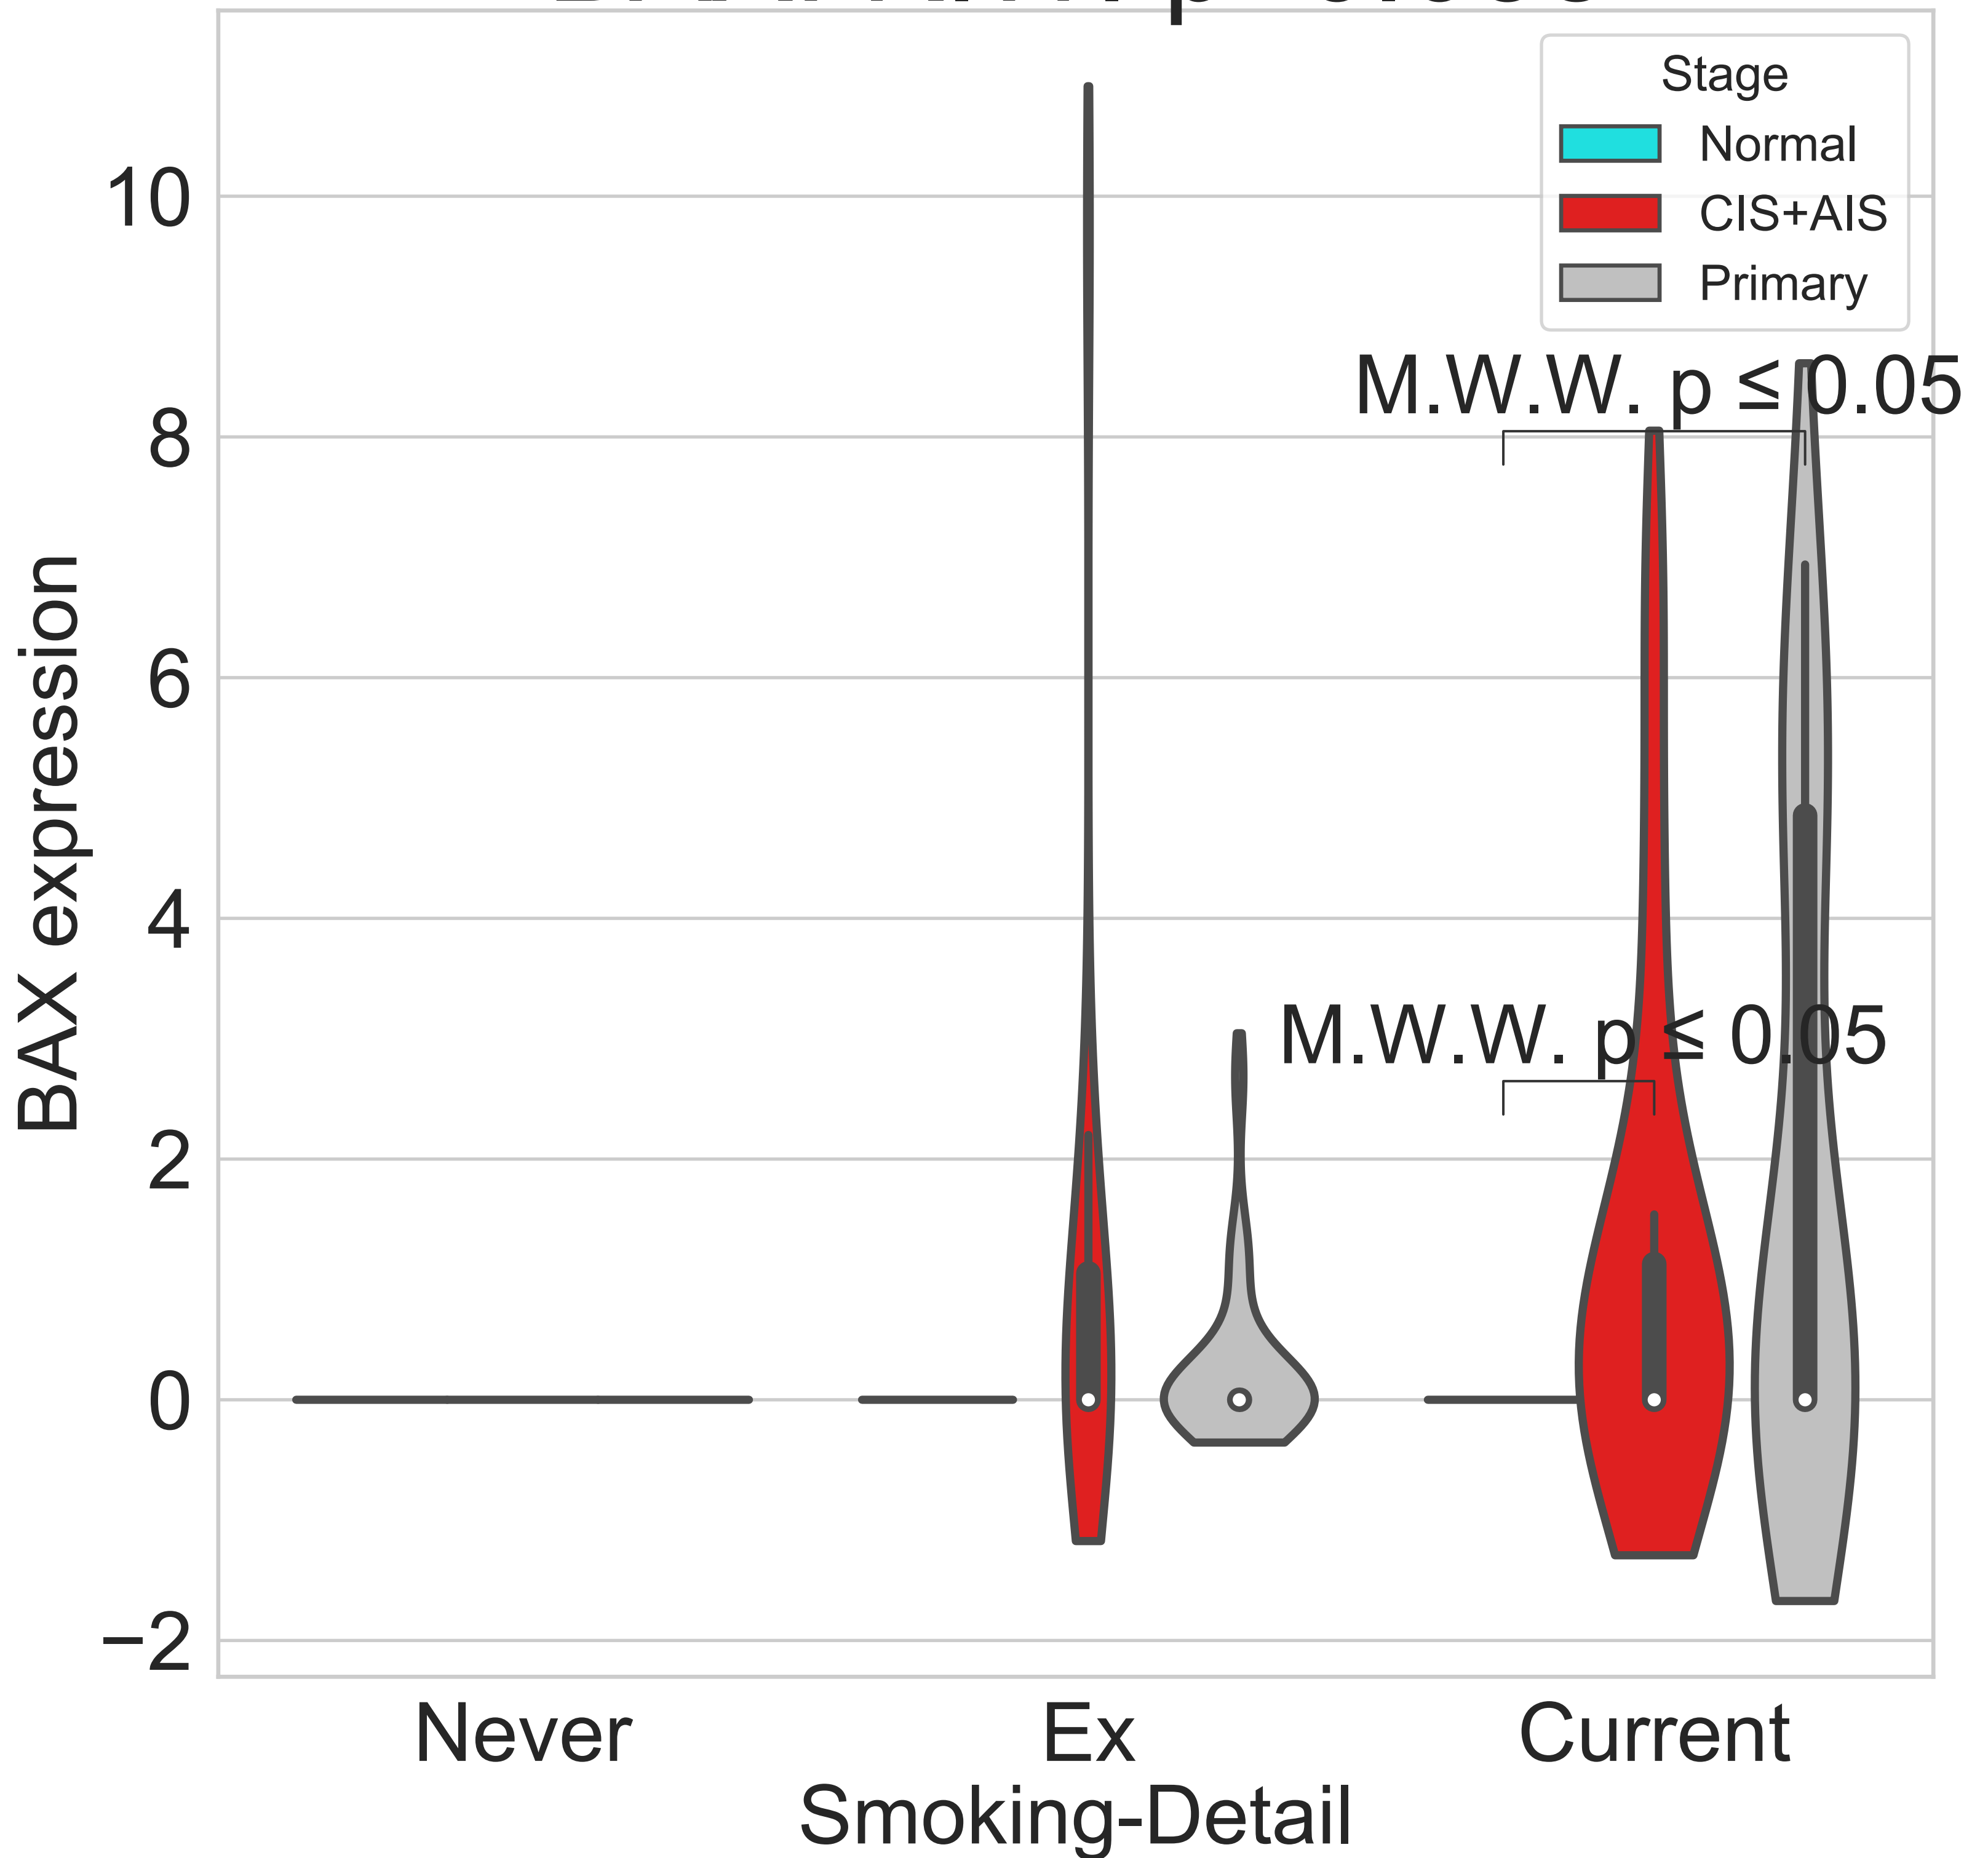 Stage
Normal
CIS+AIS
Primary
M.W.W. p ≤ 0.05
M.W.W. p ≤ 0.05
BAX expression
10
8
6
4
2
0
−2
Never
Ex
Current
Smoking-Detail